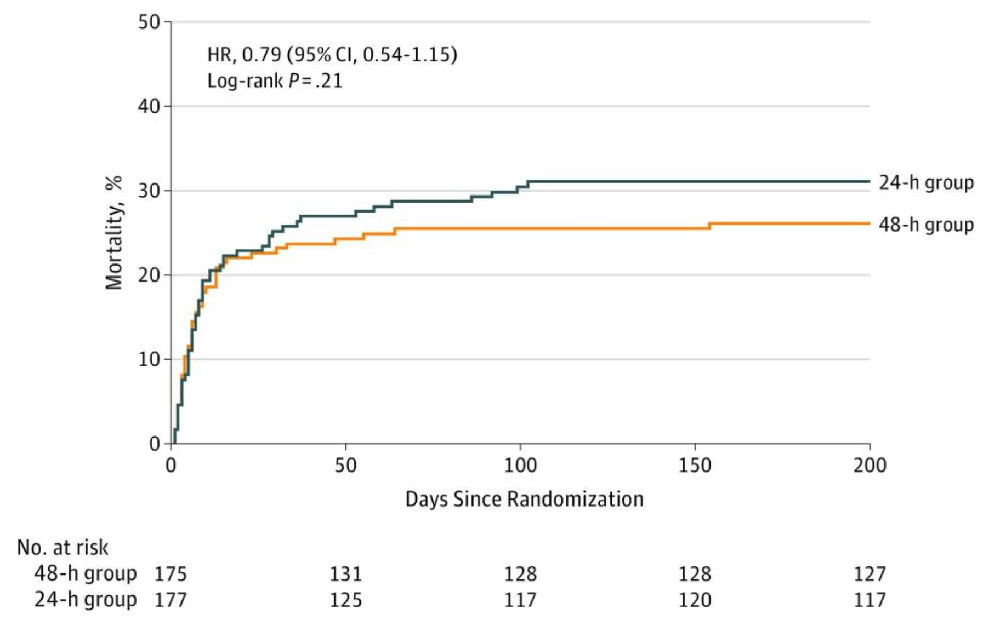 50
HR, 0.79 (95% CI, 0.54-1.15)
Log-rank P = .21
40
30
20
10
0
Mortality, %
24-h group
48-h group
0 50 100 150 200
Days Since Randomization
No. at risk
48-h group 175 131 128 128 127
24-h group 177 125 117 120 117